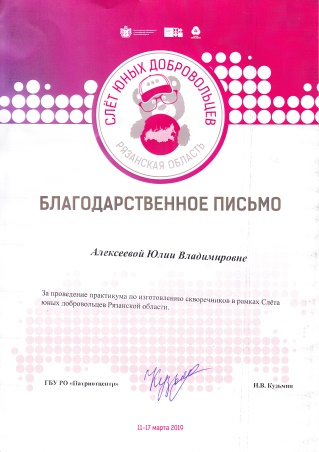 СЛЁТ ЮНЫХ ДОБРОВОЛЬЦЕВ
РЯЗАНСКАЯ ОБЛАСТЬ
БЛАГОДАРСТВЕННОЕ ПИСЬМО
Алексеевой Юлии Владимировне
За проведение практикума по изготовлению скворечников в рамках Слёта
юных добровольцев Рязанской области.
ГБУ РО «Патриотцентр»
Н.В. Кузьмин
11-17 марта 2019